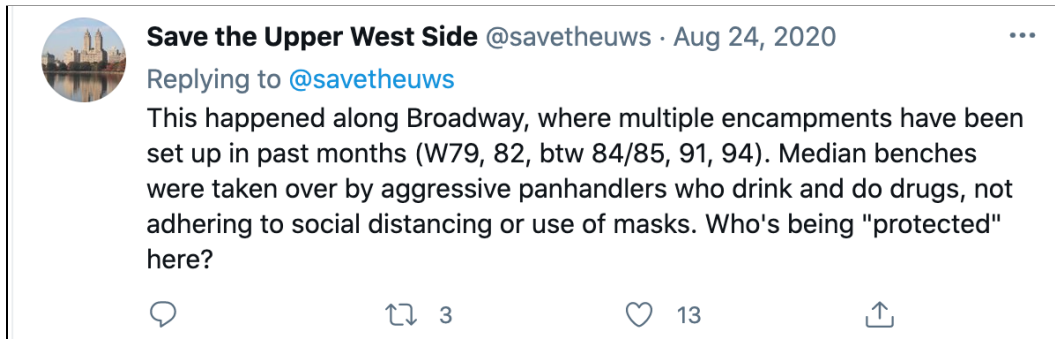 Save the Upper West Side @savetheuws · Aug 24, 2020
Replying to @savetheuws
This happened along Broadway, where multiple encampments have been
set up in past months (W79, 82, btw 84/85, 91, 94). Median benches
were taken over by aggressive panhandlers who drink and do drugs, not
adhering to social distancing or use of masks. Who's being "protected"
here?
3 13